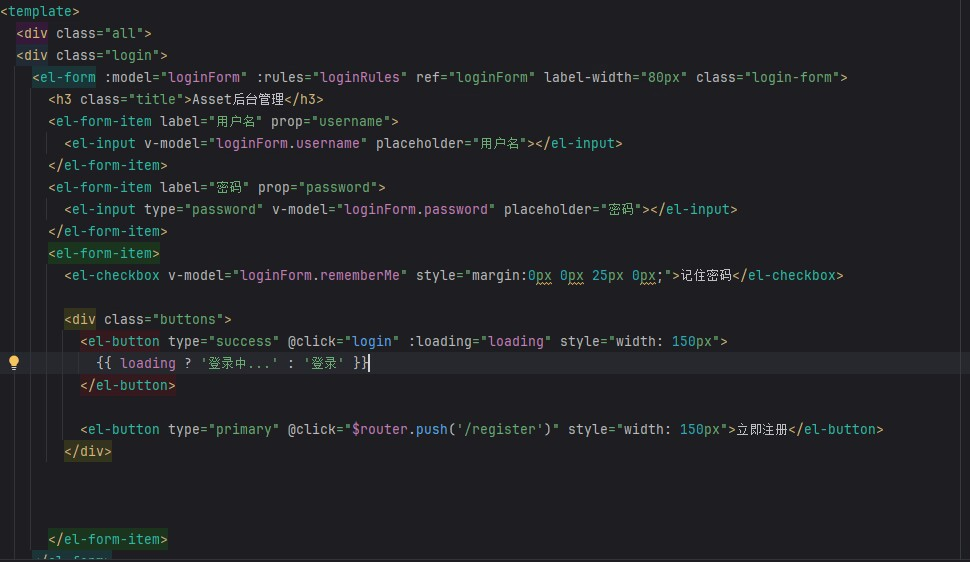 <template>
<div class="all">
<div class="login">
<el-form :model="loginForm" :rules="loginRules" ref="loginForm" label-width="80px" class="login-form">
<h3 class="title">Asset后台管理</h3>
<el-form-item label="用户名" prop="username">
<el-input v-model="loginForm.username" placeholder="用户名"></el-input>
</el-form-item>
<el-form-item label="密码" prop="password">
<el-input type="password" v-model="loginForm.password" placeholder="密码"></el-input>
</el-form-item>
<el-form-item>
<el-checkbox v-model="loginForm.rememberMe" style="margin:0px 0px 25px 0px;">记住密码</el-checkbox>
<div class="buttons">
<el-button type="success" @click="login" :loading="loading" style="width: 150px">
{{ loading ? '登录中...' : '登录' }}
</el-button>
<el-button type="primary" @click="$router.push('/register')" style="width: 150px">立即注册</el-button>
</div>
</el-form-item>
</el-form>